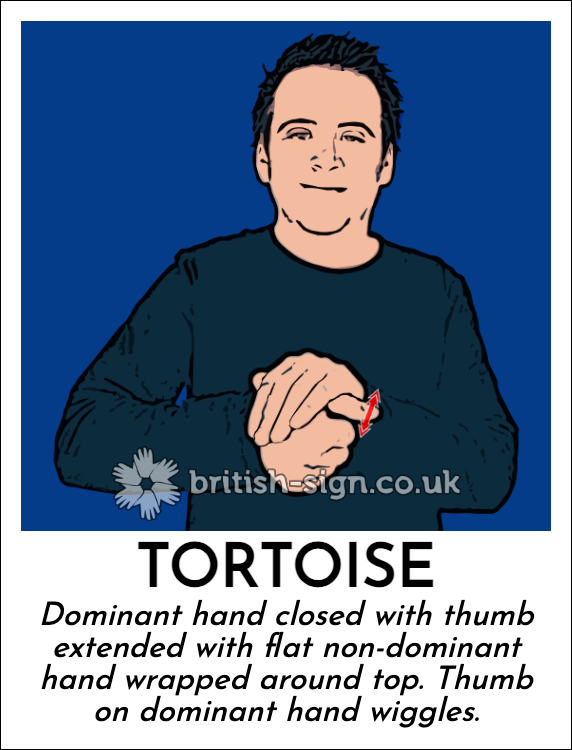 british-sign.co.uk
TORTOISE
Dominant hand closed with thumb
extended with flat non-dominant
hand wrapped around top. Thumb
on dominant hand wiggles.